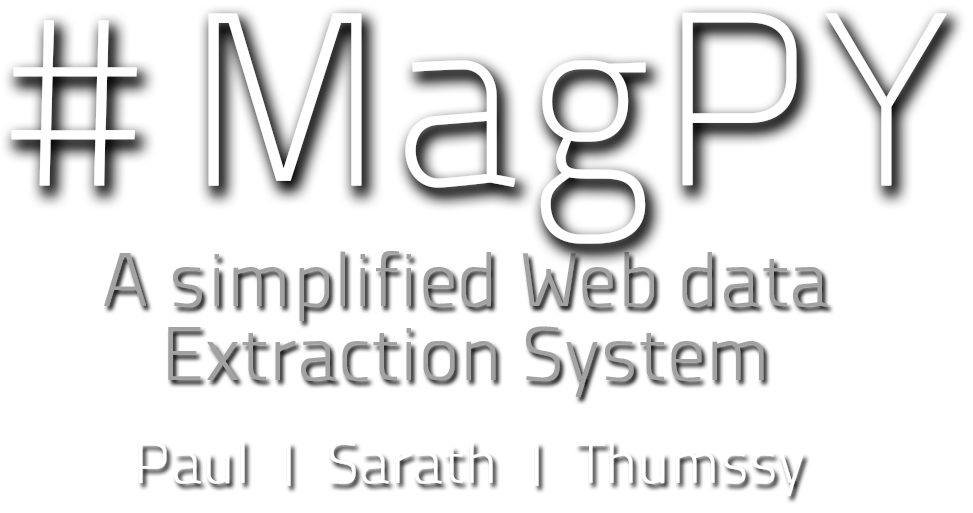 # MagPY
A simplified Web data
Extraction System
Paul | Sarath | Thumssy